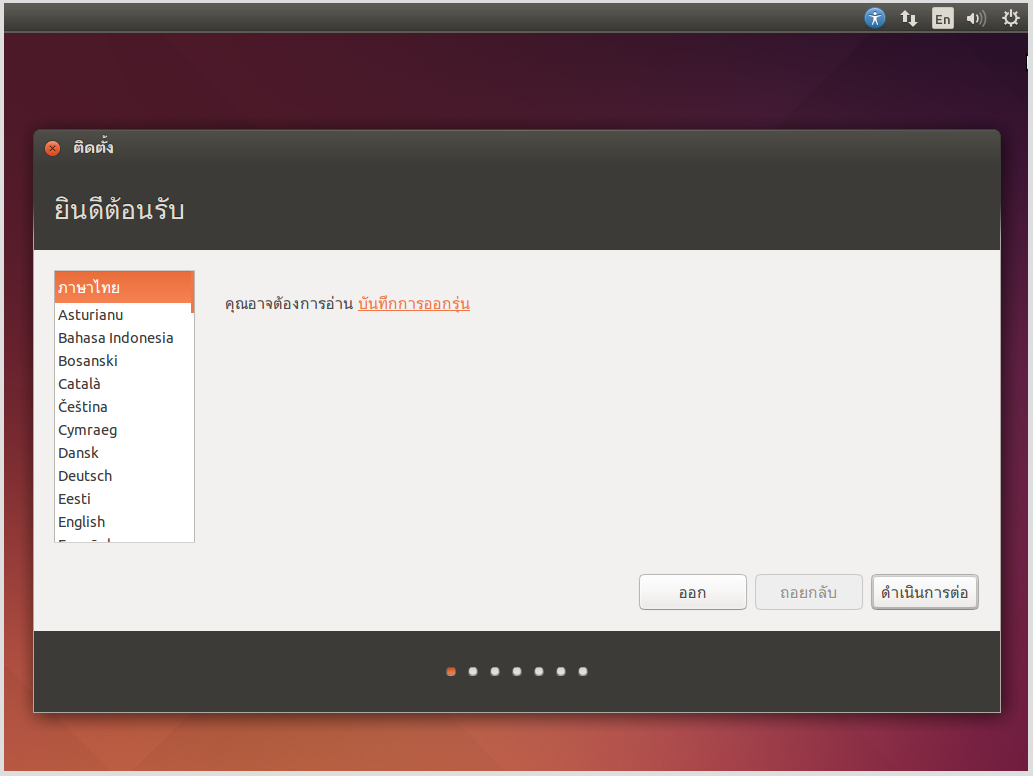 En
ติดตั้ง
ยินดีต้อนรับ
ภาษาไทย
Asturianu
Bahasa Indonesia
Bosanski
Català
Čeština
Cymraeg
Dansk
Deutsch
Eesti
English
คุณอาจต้องการอ่าน บันทึกการออกรุ่น
ออก
ถอยกลับ
ดำเนินการต่อ